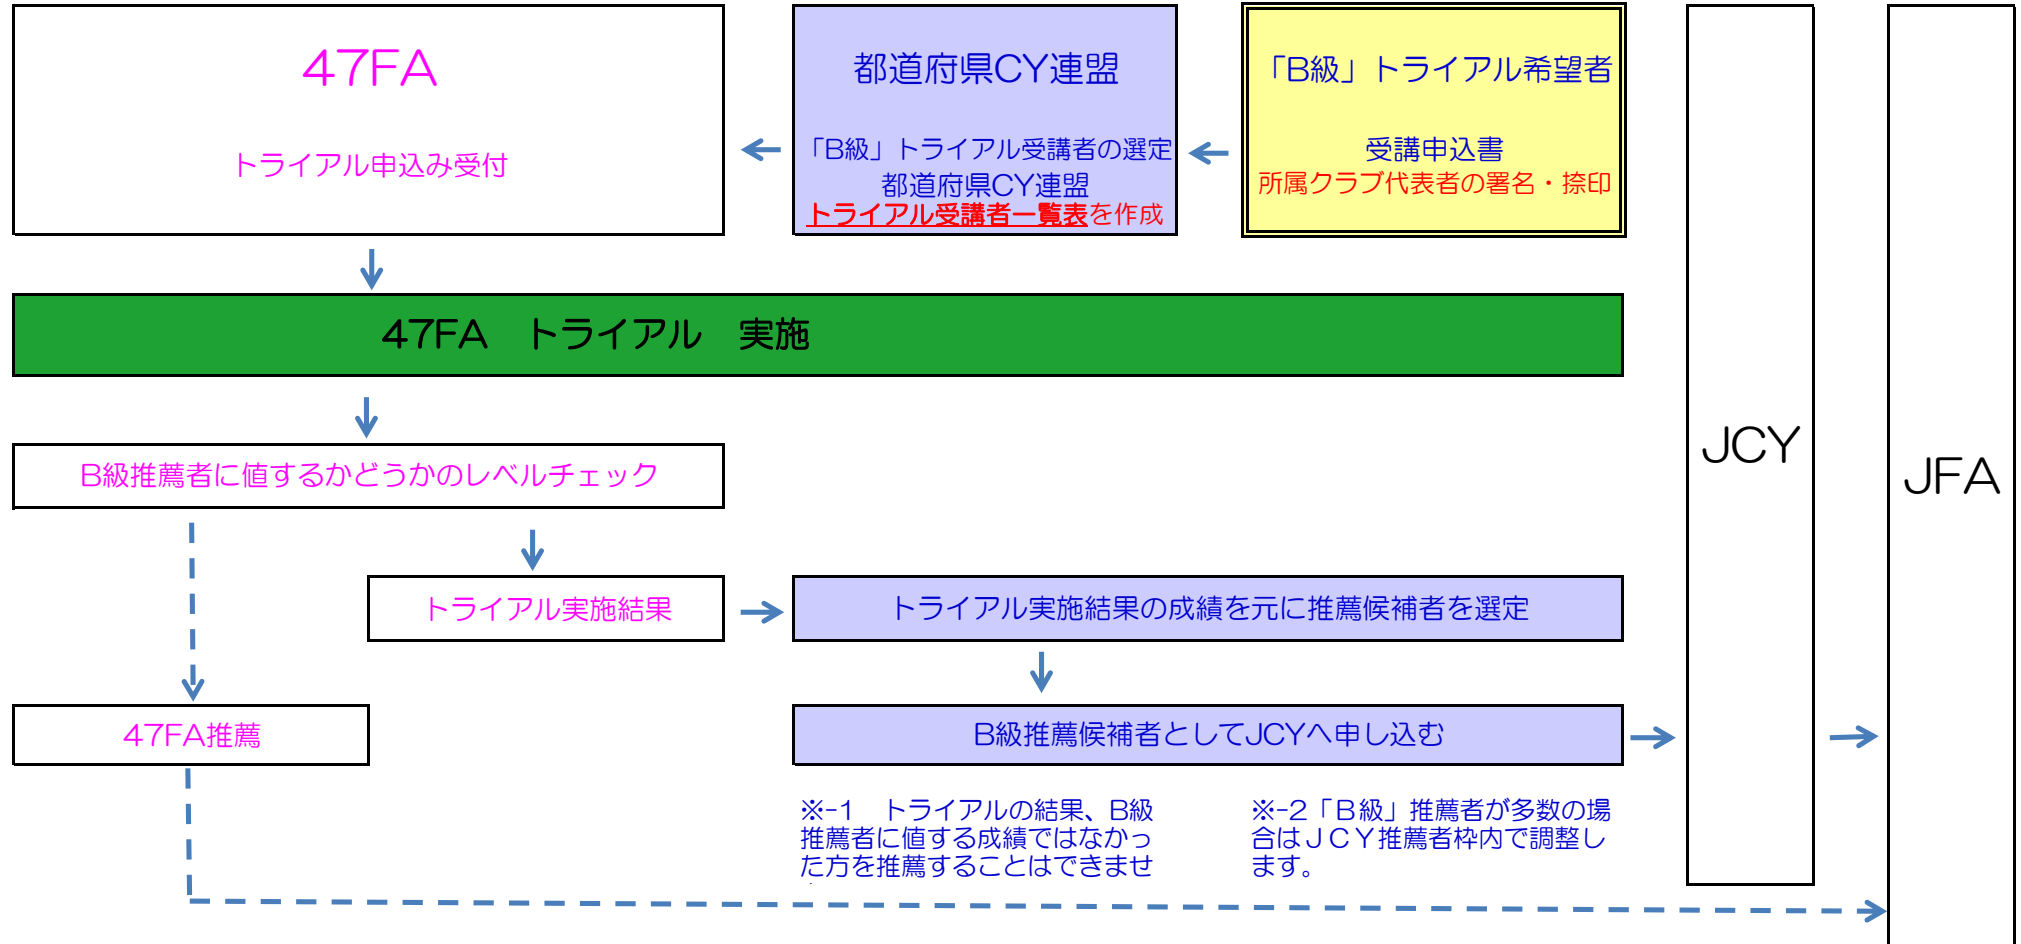 47FA
トライアル申込み受付
都道府県CY連盟
「B級」トライアル受講者の選定
都道府県CY連盟
トライアル受講者一覧表を作成
「B級」トライアル希望者
受講申込書
所属クラブ代表者の署名・捺印
47FA　トライアル　実施
B級推薦者に値するかどうかのレベルチェック
JCY
JFA
トライアル実施結果
トライアル実施結果の成績を元に推薦候補者を選定
47FA推薦
B級推薦候補者としてJCYへ申し込む
※-1　トライアルの結果、B級
推薦者に値する成績ではなかっ
た方を推薦することはできませ
※-2「Ｂ級」推薦者が多数の場
合はＪＣＹ推薦者枠内で調整し
ます。